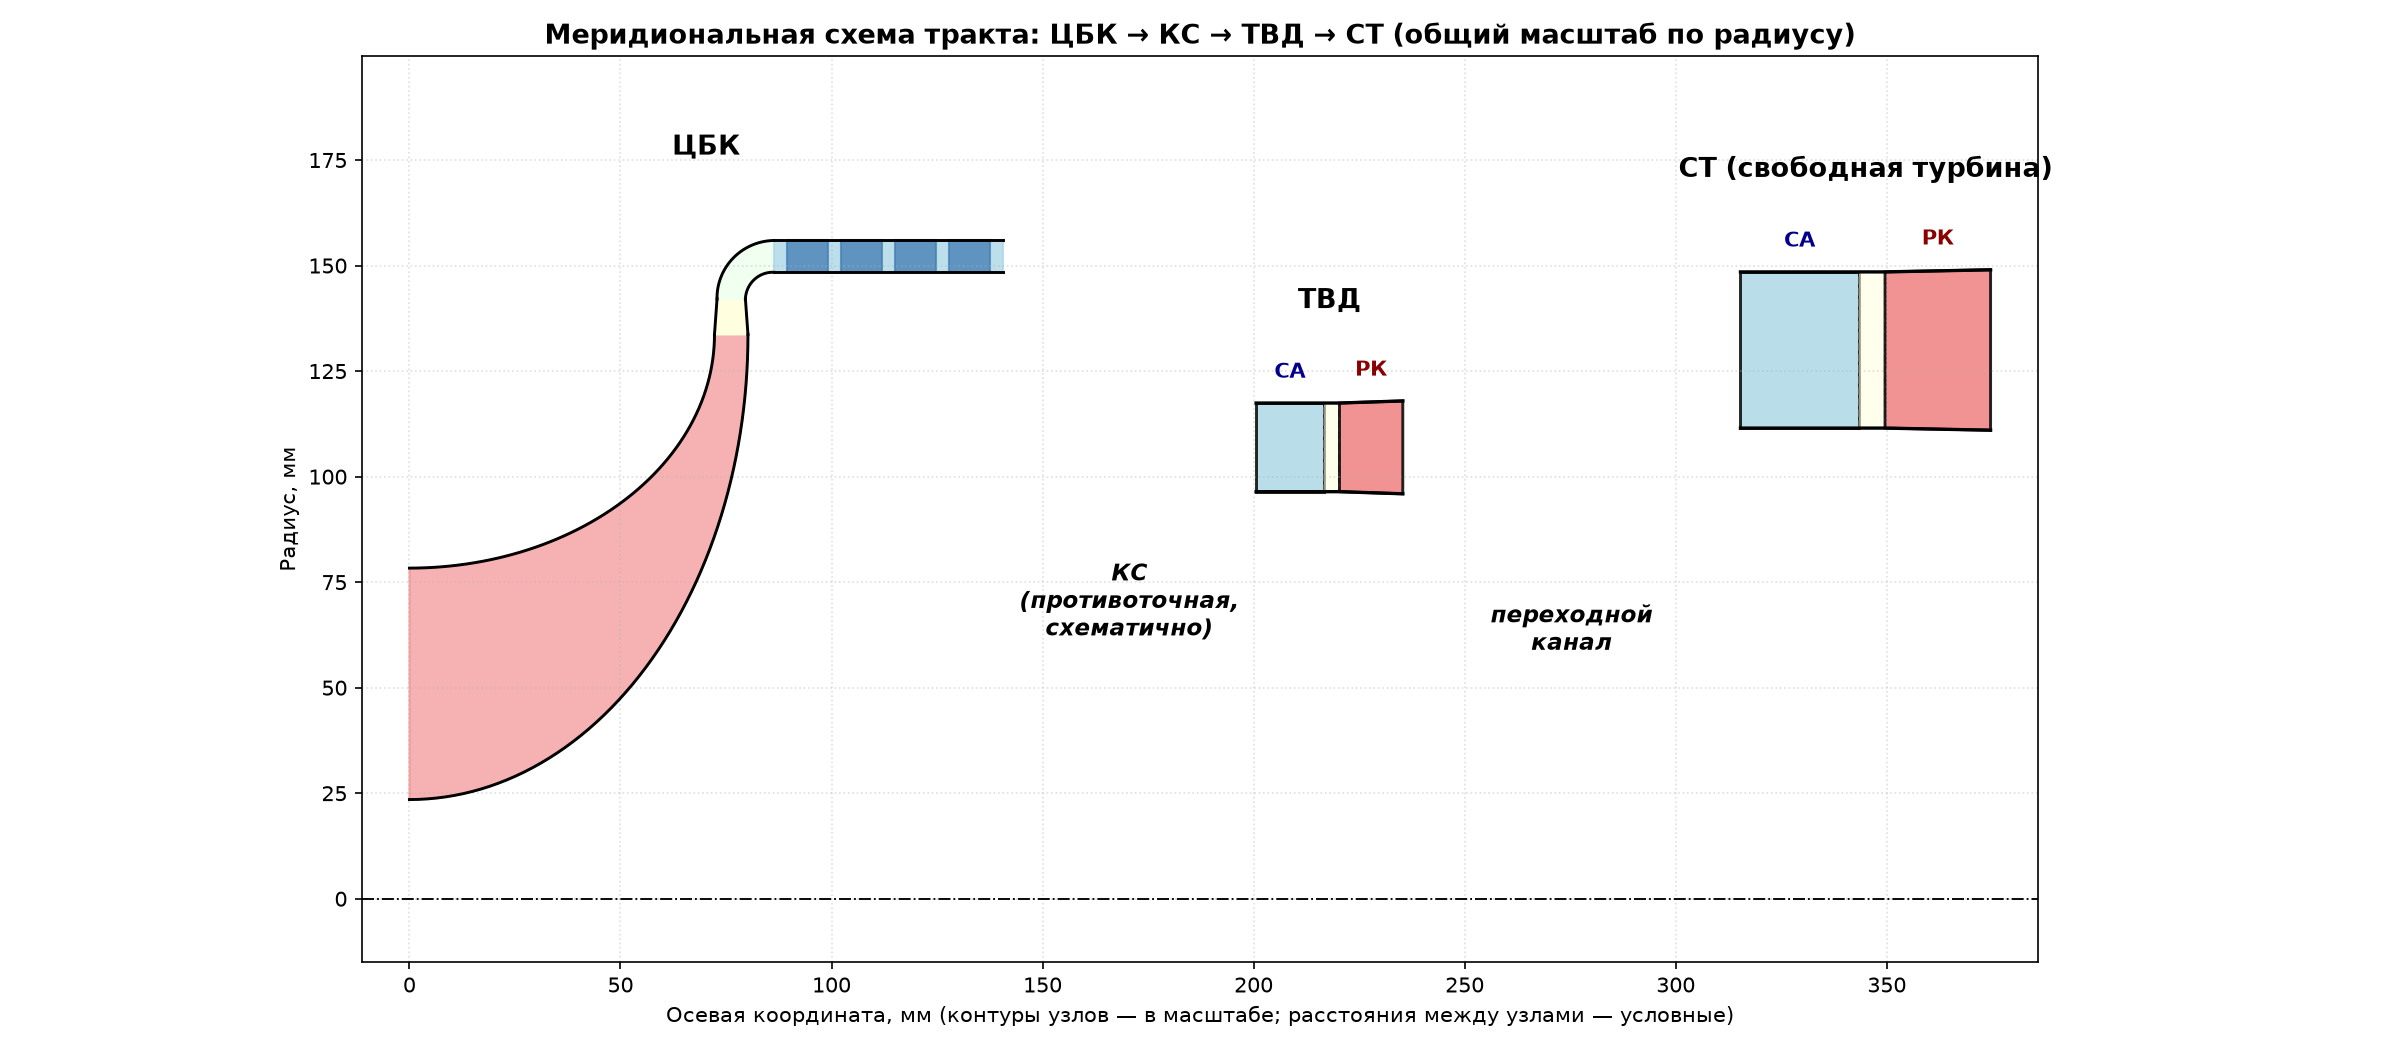 Меридиональная схема тракта: ЦБК → КС → ТВД → СТ (общий масштаб по радиусу)
ЦБК
СТ (свободная турбина)
СА
РК
ТВД
СА
РК
КС
(противоточная,
схематично)
переходной
канал
Радиус, мм
175
150
125
100
75
50
25
0
0
50
100
150
200
250
300
350
Осевая координата, мм (контуры узлов — в масштабе; расстояния между узлами — условные)